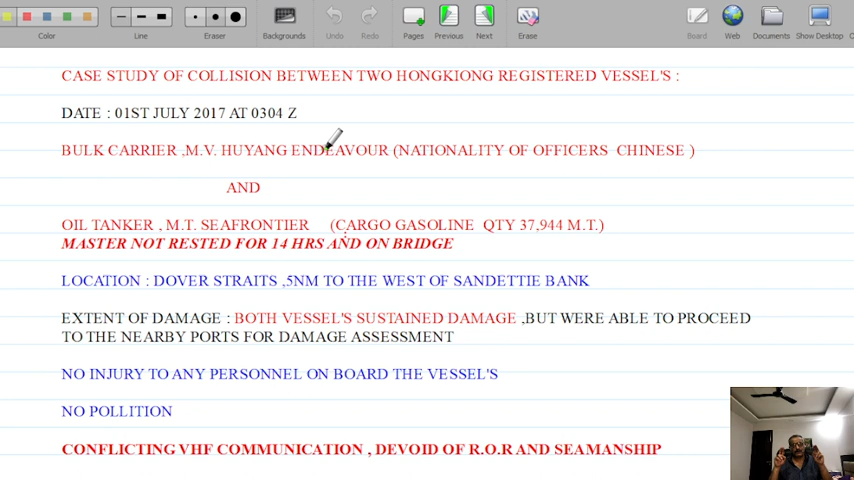 Color
Line
Eraser
Backgrounds
Undo
Redo
Pages
Previous
Next
Erase
Board
Web
Documents
Show Desktop
CASE STUDY OF COLLISION BETWEEN TWO HONGKIONG REGISTERED VESSEL'S :
DATE : 01ST JULY 2017 AT 0304 Z
BULK CARRIER ,M.V. HUYANG ENDEAVOUR (NATIONALITY OF OFFICERS CHINESE )
AND
OIL TANKER , M.T. SEAFRONTIER (CARGO GASOLINE QTY 37,944 M.T.)
MASTER NOT RESTED FOR 14 HRS AND ON BRIDGE
LOCATION : DOVER STRAITS ,5NM TO THE WEST OF SANDETTIE BANK
EXTENT OF DAMAGE : BOTH VESSEL'S SUSTAINED DAMAGE ,BUT WERE ABLE TO PROCEED
TO THE NEARBY PORTS FOR DAMAGE ASSESSMENT
NO INJURY TO ANY PERSONNEL ON BOARD THE VESSEL'S
NO POLLITION
CONFLICTING VHF COMMUNICATION , DEVOID OF R.O.R AND SEAMANSHIP